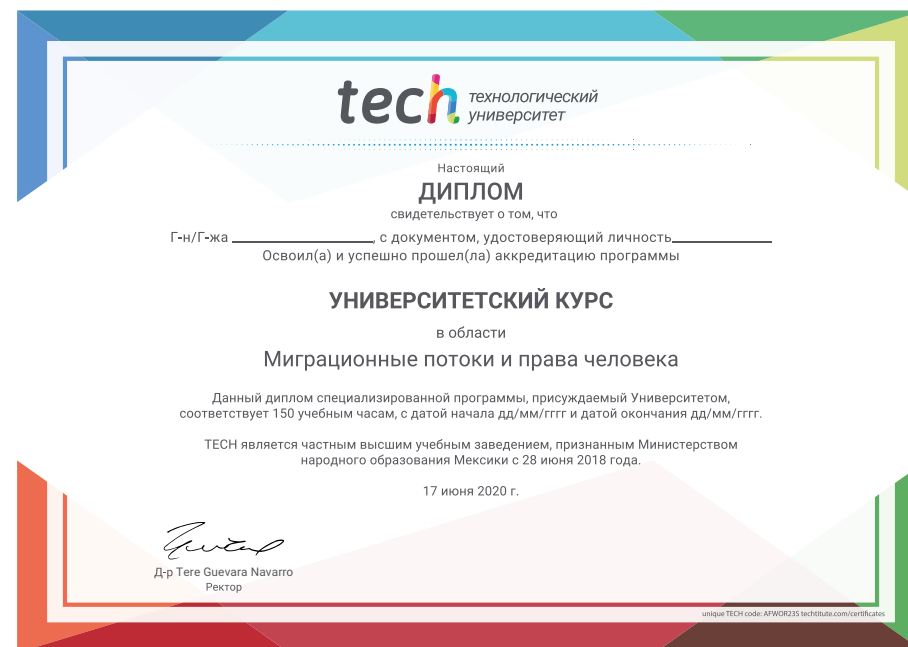 tech технологический
университет
Настоящий
ДИПЛОМ
свидетельствует о том, что
Г-н/Г-жа ____________________, с документом, удостоверяющий личность______________
Освоил(а) и успешно прошел(ла) аккредитацию программы
УНИВЕРСИТЕТСКИЙ КУРС
в области
Миграционные потоки и права человека
Данный диплом специализированной программы, присуждаемый Университетом,
соответствует 150 учебным часам, с датой начала дд/мм/гггг и датой окончания дд/мм/гггг.
TECH является частным высшим учебным заведением, признанным Министерством
народного образования Мексики с 28 июня 2018 года.
17 июня 2020 г.
Д-р Tere Guevara Navarro
Ректор
unique TECH code: AFWOR23S techtitute.com/certificates